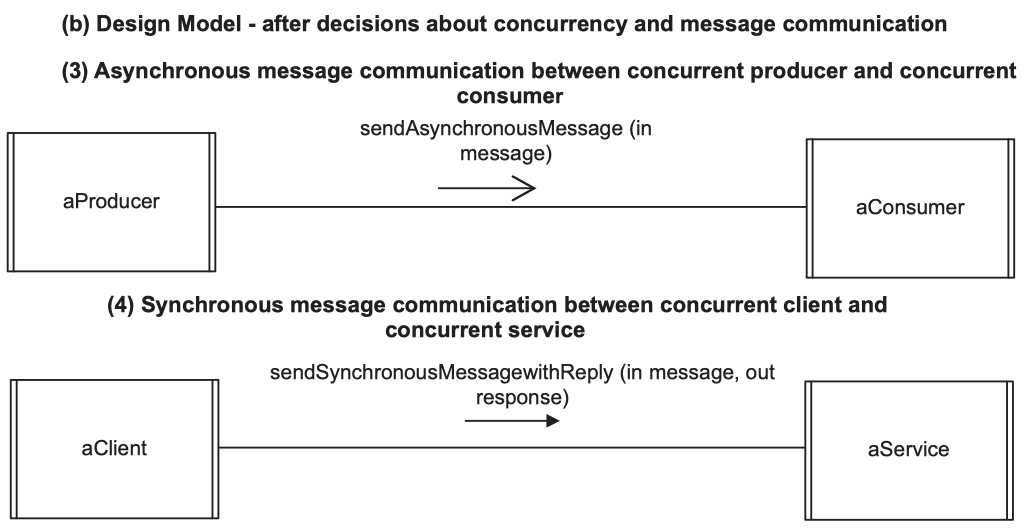 (b) Design Model - after decisions about concurrency and message communication
(3) Asynchronous message communication between concurrent producer and concurrent
consumer
sendAsynchronousMessage (in
message)
aProducer
aConsumer
(4) Synchronous message communication between concurrent client and
concurrent service
sendSynchronousMessagewithReply (in message, out
response)
aClient
aService